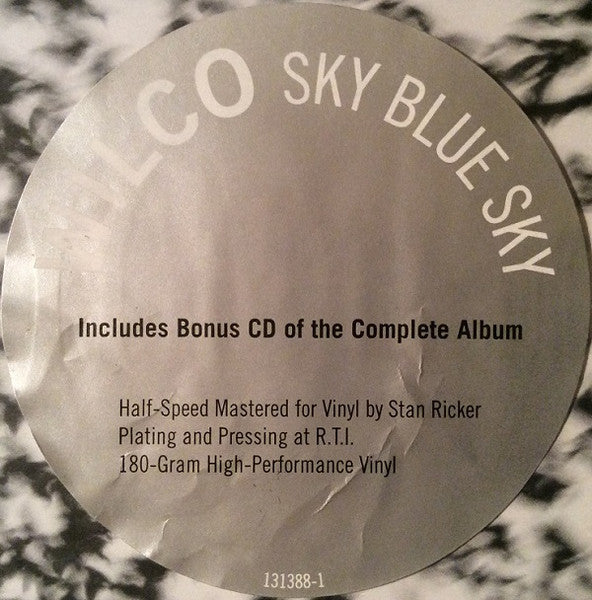 WILCO SKY BLUE SKY
Includes Bonus CD of the Complete Album
Half-Speed Mastered for Vinyl by Stan Ricker
Plating and Pressing at R.T.I.
180-Gram High-Performance Vinyl
131388-1